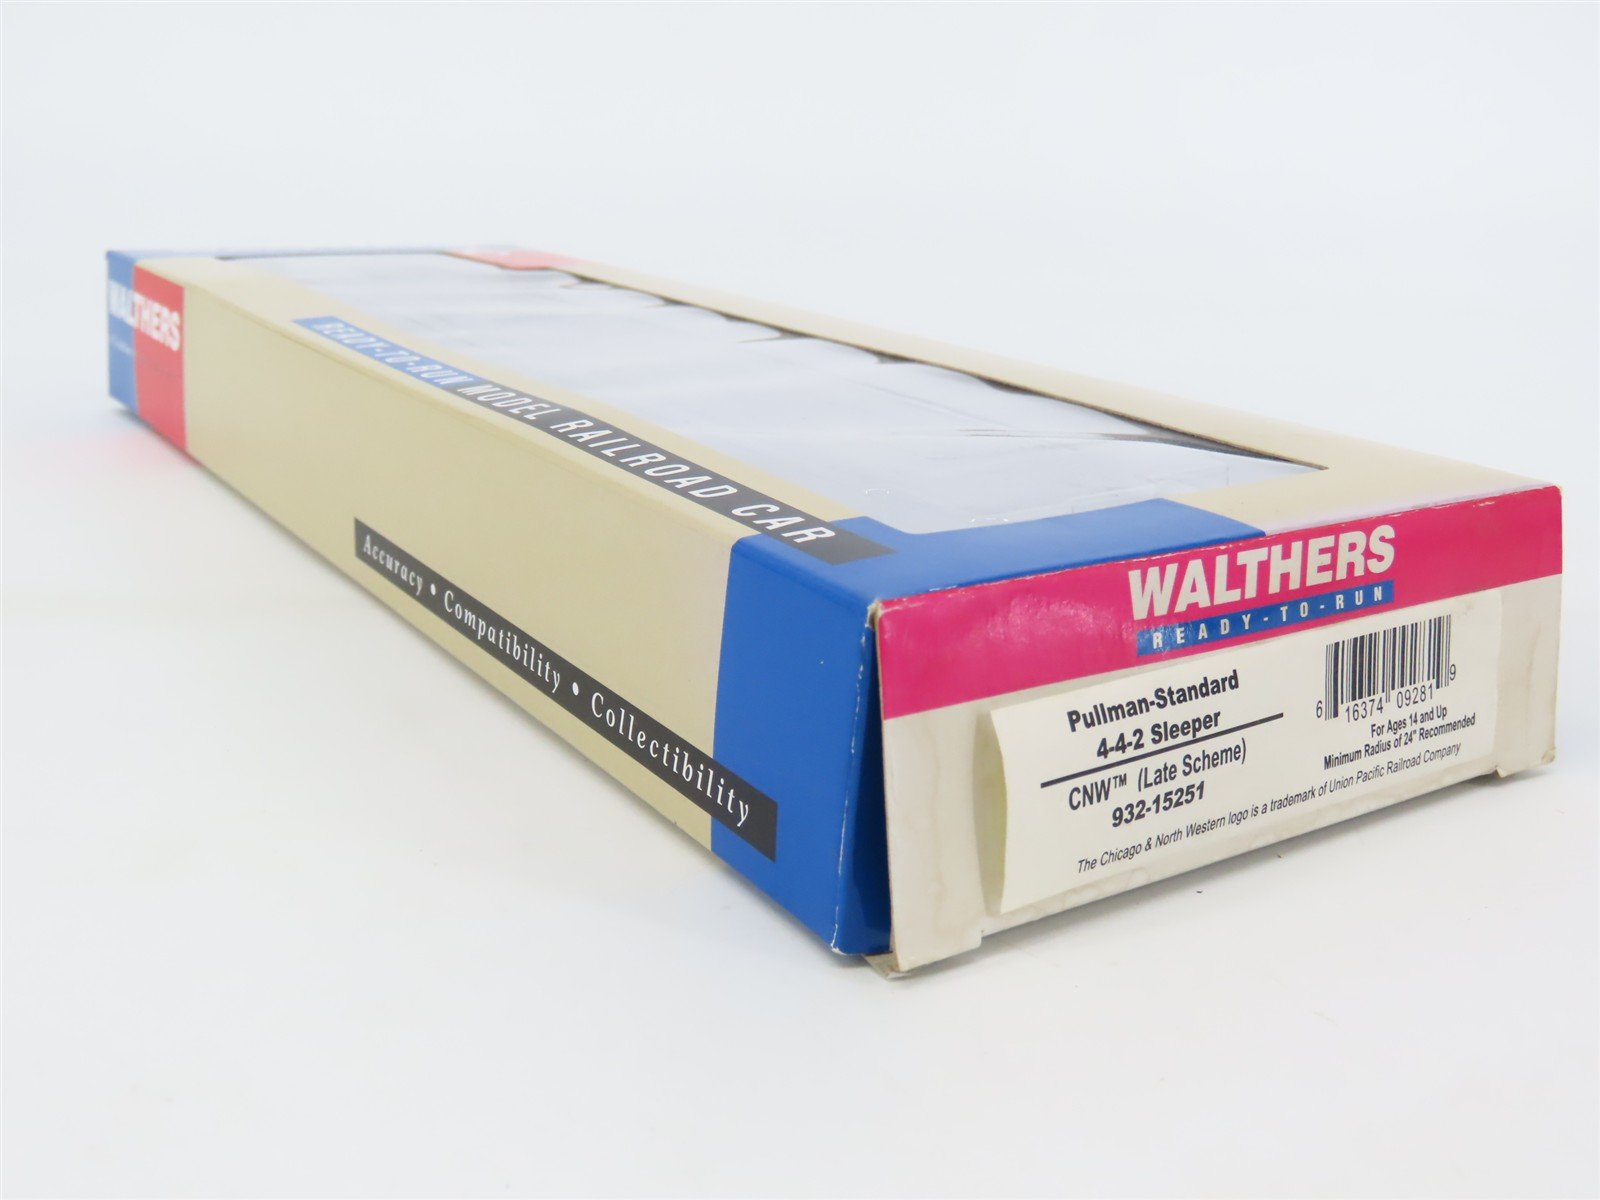 WALTHERS
READY-TO-RUN MODEL RAILROAD CAR
Accuracy • Compatibility • Collectibility
WALTHERS
READY-TO-RUN
Pullman-Standard
4-4-2 Sleeper
CNW™ (Late Scheme)
932-15251
6 16374 09281 9
For Ages 14 and Up
Minimum Radius of 24" Recommended
The Chicago & North Western logo is a trademark of Union Pacific Railroad Company